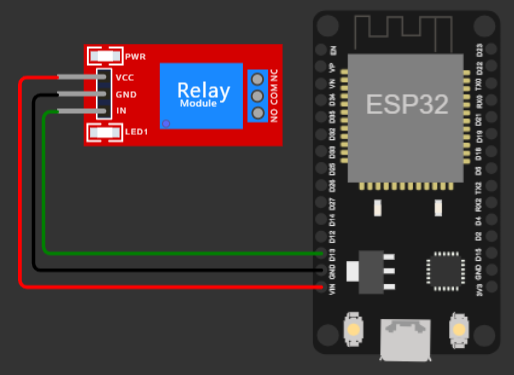 PWR
VCC
GND
IN
LED1
Relay
Module
NC
COM
NO
ESP32
EN
VP
VN
D34
D35
D32
D33
D25
D26
D27
D14
D12
D13
GND
VIN
D23
D22
TX0
RX0
D21
D19
D18
D5
TX2
RX2
D4
D2
D15
GND
3V3